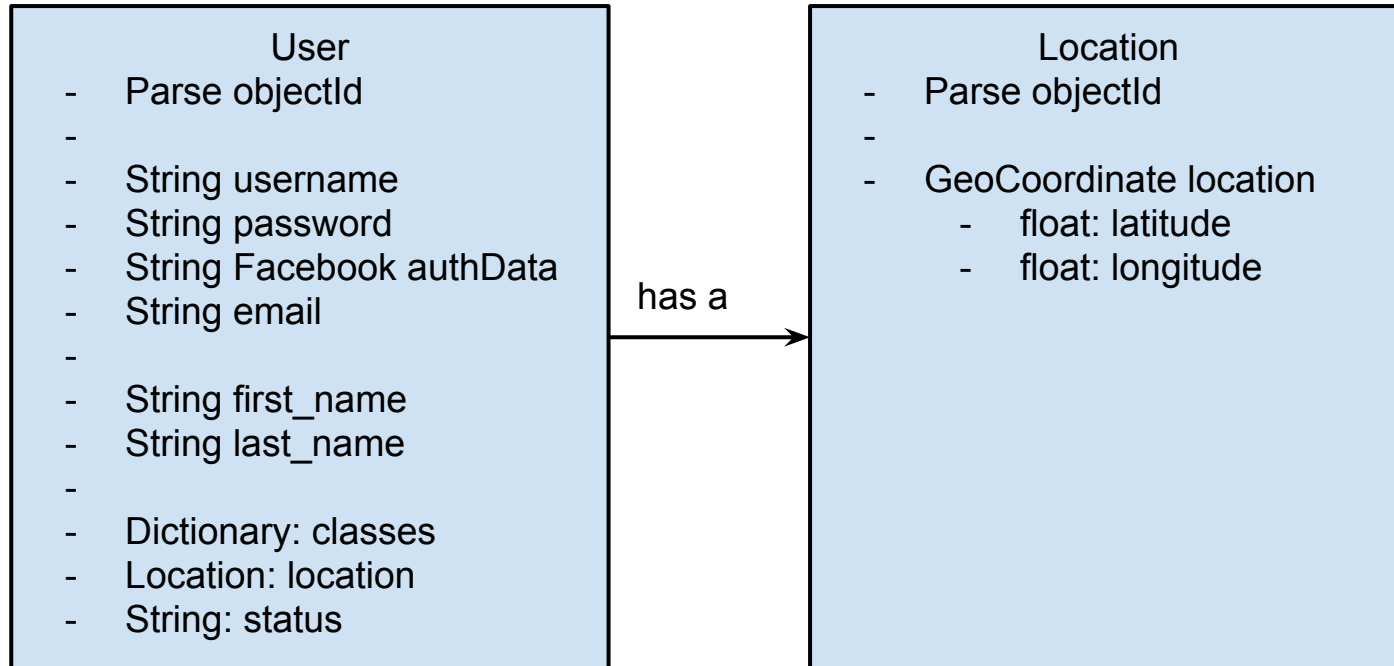 User
- Parse objectId
-
- String username
- String password
- String Facebook authData
- String email
-
- String first_name
- String last_name
-
- Dictionary: classes
- Location: location
- String: status
has a
Location
- Parse objectId
-
- GeoCoordinate location
- float: latitude
- float: longitude